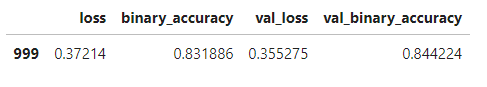 loss binary_accuracy val_loss val_binary_accuracy
999 0.37214 0.831886 0.355275 0.844224